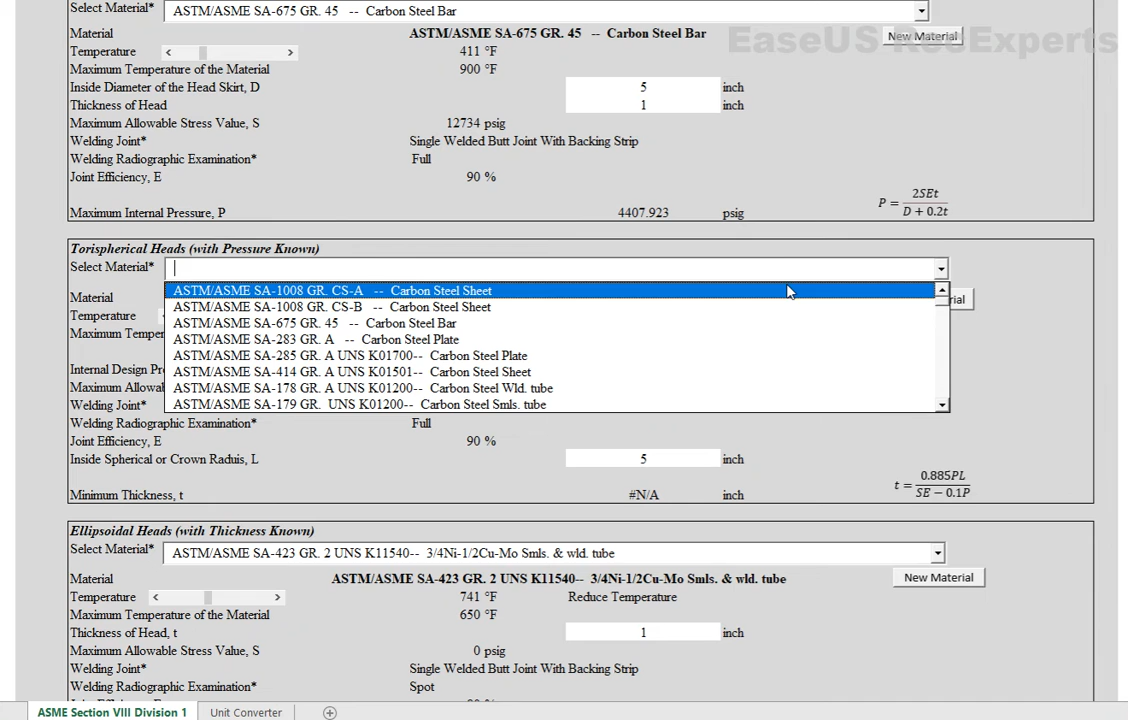 Select Material* ASTM/ASME SA-675 GR. 45 -- Carbon Steel Bar
Material ASTM/ASME SA-675 GR. 45 -- Carbon Steel Bar New Material
EaseUS RecExperts
Temperature < > 411 °F
Maximum Temperature of the Material 900 °F
Inside Diameter of the Head Skirt, D 5 inch
Thickness of Head 1 inch
Maximum Allowable Stress Value, S 12734 psig
Welding Joint* Single Welded Butt Joint With Backing Strip
Welding Radiographic Examination* Full
Joint Efficiency, E 90 %
P = 2SEt / D + 0.2t
Maximum Internal Pressure, P 4407.923 psig
Torispherical Heads (with Pressure Known)
Select Material*
ASTM/ASME SA-1008 GR. CS-A -- Carbon Steel Sheet
Material ial
ASTM/ASME SA-1008 GR. CS-B -- Carbon Steel Sheet
Temperature <
ASTM/ASME SA-675 GR. 45 -- Carbon Steel Bar
Maximum Temper
ASTM/ASME SA-283 GR. A -- Carbon Steel Plate
ASTM/ASME SA-285 GR. A UNS K01700-- Carbon Steel Plate
Internal Design Pr
ASTM/ASME SA-414 GR. A UNS K01501-- Carbon Steel Sheet
Maximum Allowa
ASTM/ASME SA-178 GR. A UNS K01200-- Carbon Steel Wld. tube
Welding Joint*
ASTM/ASME SA-179 GR. UNS K01200-- Carbon Steel Smls. tube
Welding Radiographic Examination* Full
Joint Efficiency, E 90 %
Inside Spherical or Crown Raduis, L 5 inch
t = 0.885PL / SE − 0.1P
Minimum Thickness, t #N/A inch
Ellipsoidal Heads (with Thickness Known)
Select Material* ASTM/ASME SA-423 GR. 2 UNS K11540-- 3/4Ni-1/2Cu-Mo Smls. & wld. tube
Material ASTM/ASME SA-423 GR. 2 UNS K11540-- 3/4Ni-1/2Cu-Mo Smls. & wld. tube New Material
Temperature < > 741 °F Reduce Temperature
Maximum Temperature of the Material 650 °F
Thickness of Head, t 1 inch
Maximum Allowable Stress Value, S 0 psig
Welding Joint* Single Welded Butt Joint With Backing Strip
Welding Radiographic Examination* Spot
ASME Section VIII Division 1 Unit Converter